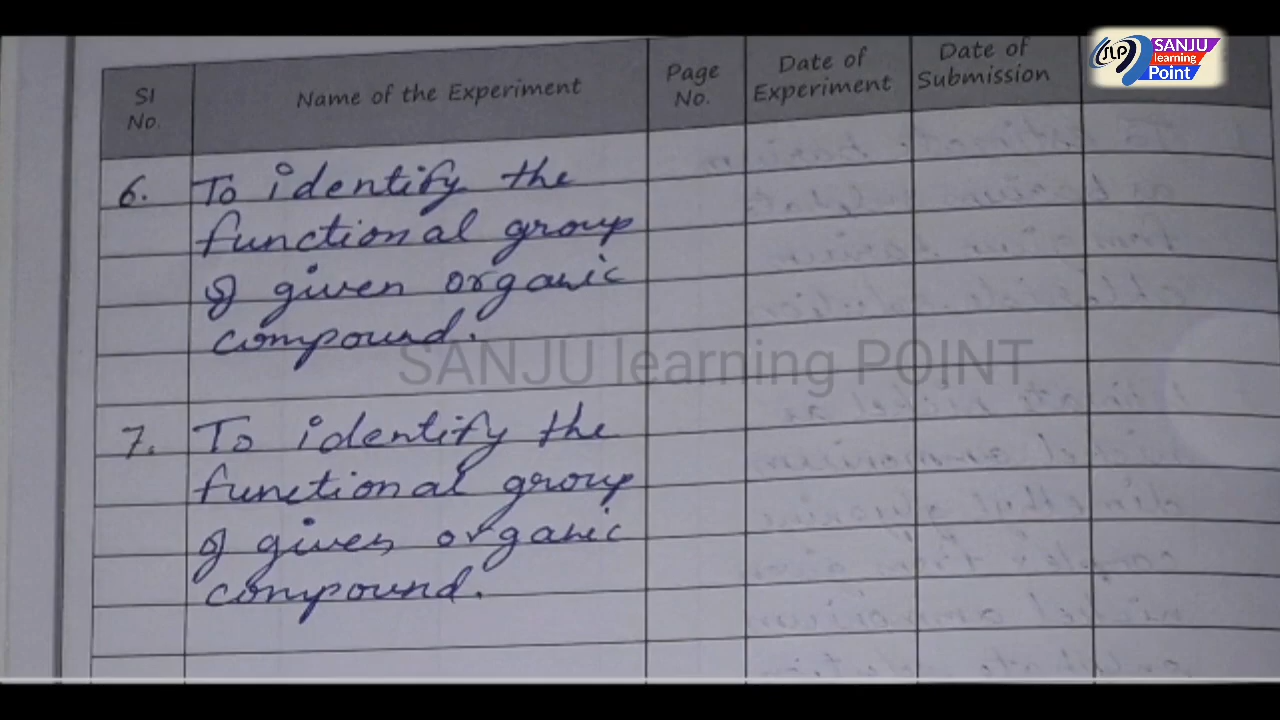 SANJU
learning
Point
Sl No.
Name of the Experiment
Page No.
Date of Experiment
Date of Submission
6. To identify the
functional group
of given organic
compound.
SANJU learning POINT
7. To identify the
functional group
of given organic
compound.